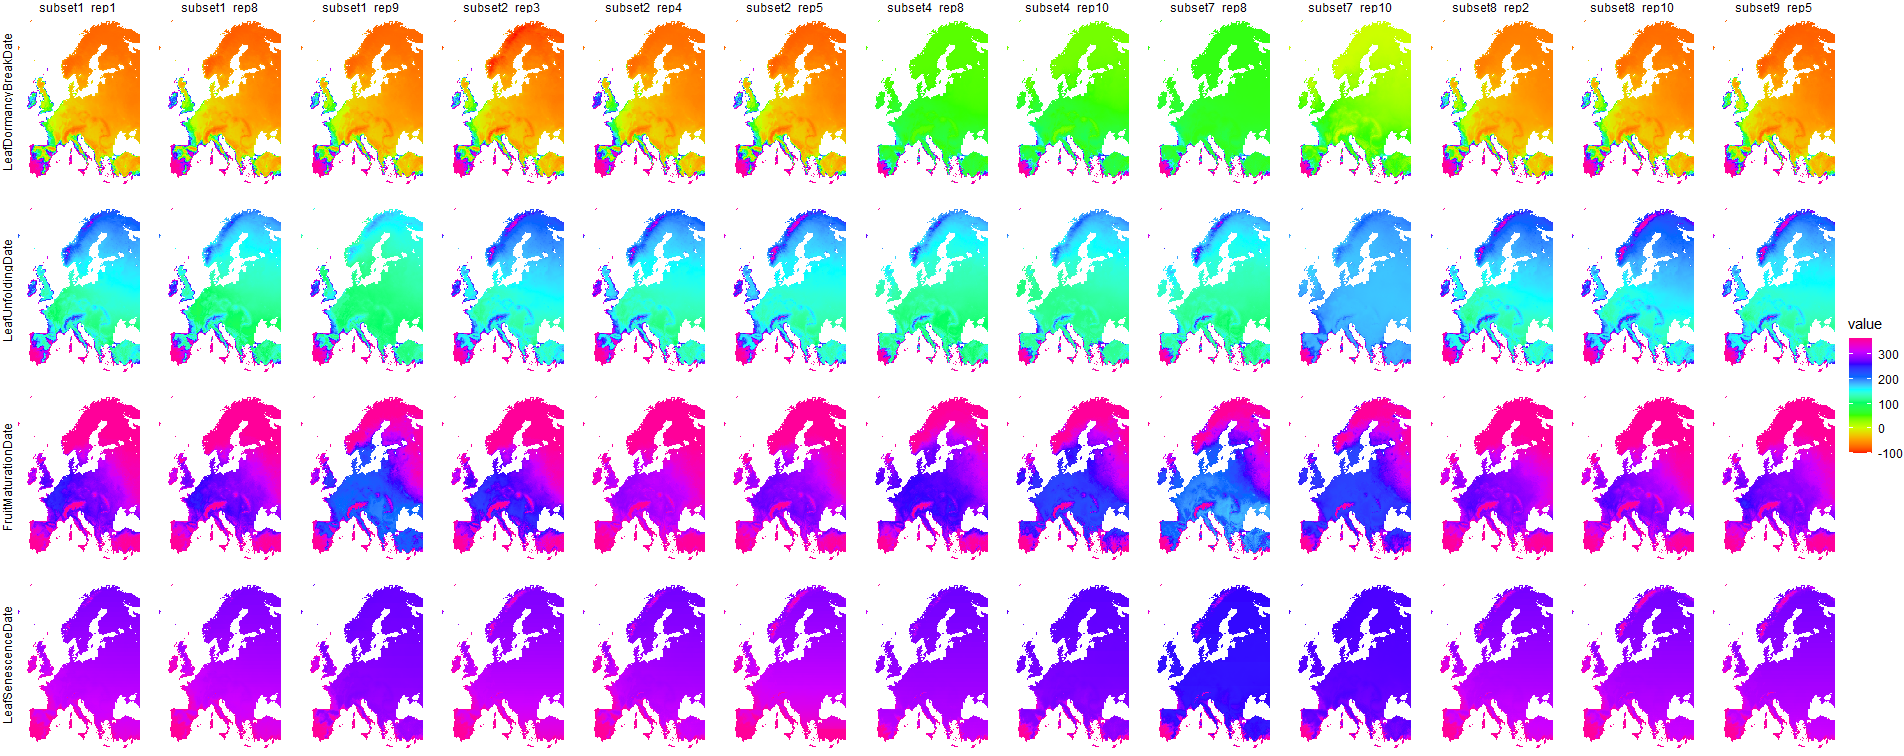 subset1 rep1
subset1 rep8
subset1 rep9
subset2 rep3
subset2 rep4
subset2 rep5
subset4 rep8
subset4 rep10
subset7 rep8
subset7 rep10
subset8 rep2
subset8 rep10
subset9 rep5
LeafDormancyBreakDate
LeafUnfoldingDate
FruitMaturationDate
LeafSenescenceDate
value
300
200
100
0
-100